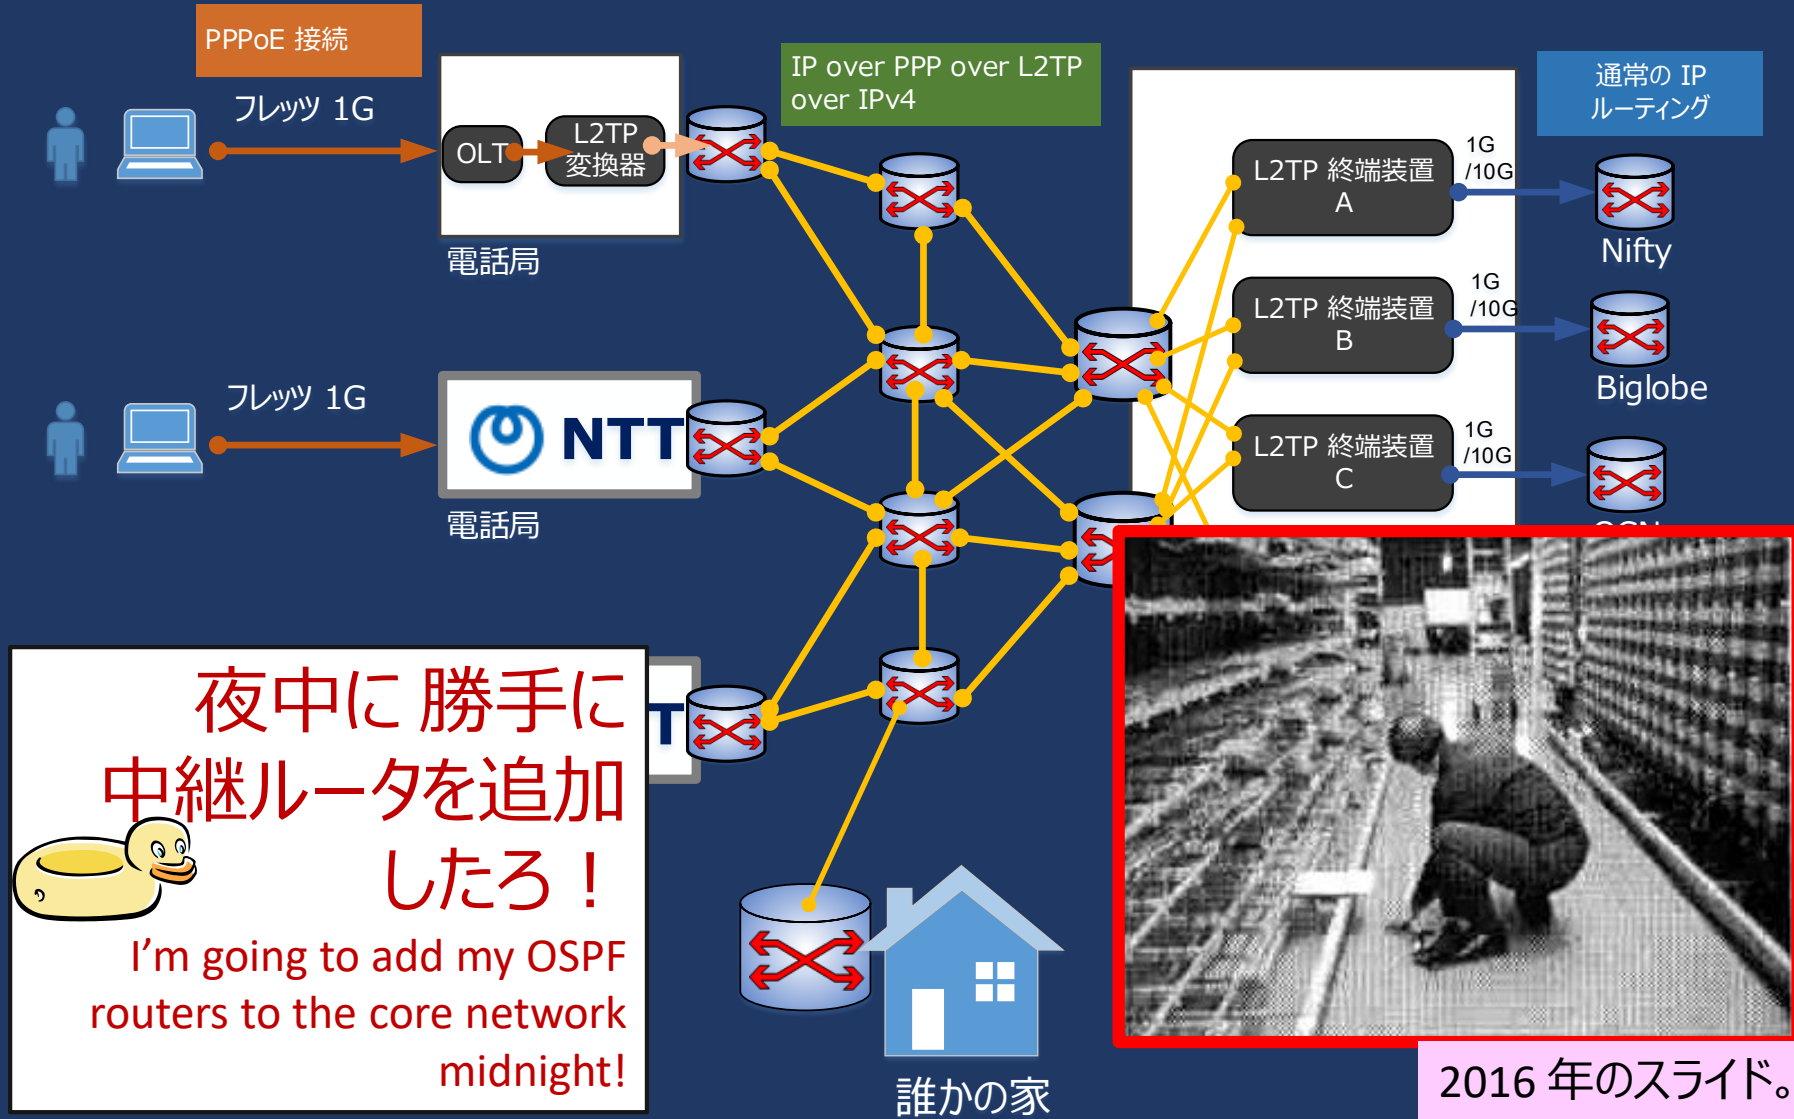 PPPoE 接続
IP over PPP over L2TP
over IPv4
通常の IP
ルーティング
フレッツ 1G
OLT
L2TP
変換器
電話局
L2TP 終端装置
A
1G
/10G
Nifty
L2TP 終端装置
B
1G
/10G
Biglobe
フレッツ 1G
NTT
電話局
L2TP 終端装置
C
1G
/10G
OCN
T
夜中に 勝手に
中継ルータを追加
したろ！
I'm going to add my OSPF
routers to the core network
midnight!
誰かの家
2016 年のスライド。